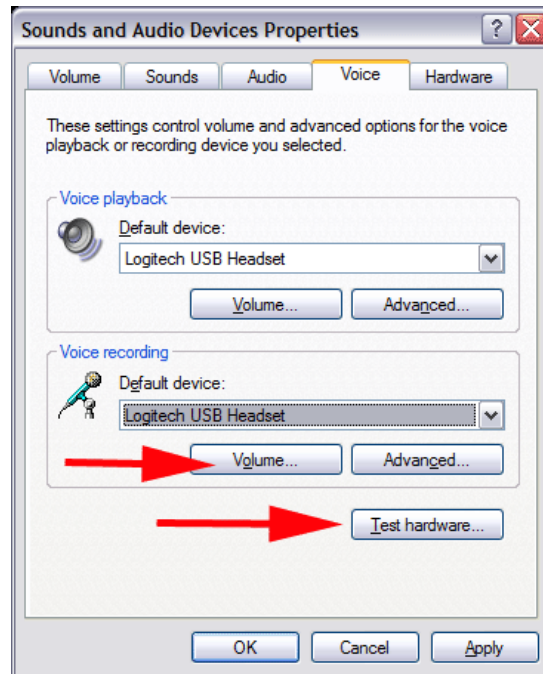 Sounds and Audio Devices Properties
Volume Sounds Audio Voice Hardware
These settings control volume and advanced options for the voice
playback or recording device you selected.
Voice playback
Default device:
Logitech USB Headset
Volume... Advanced...
Voice recording
Default device:
Logitech USB Headset
Volume... Advanced...
Test hardware...
OK Cancel Apply